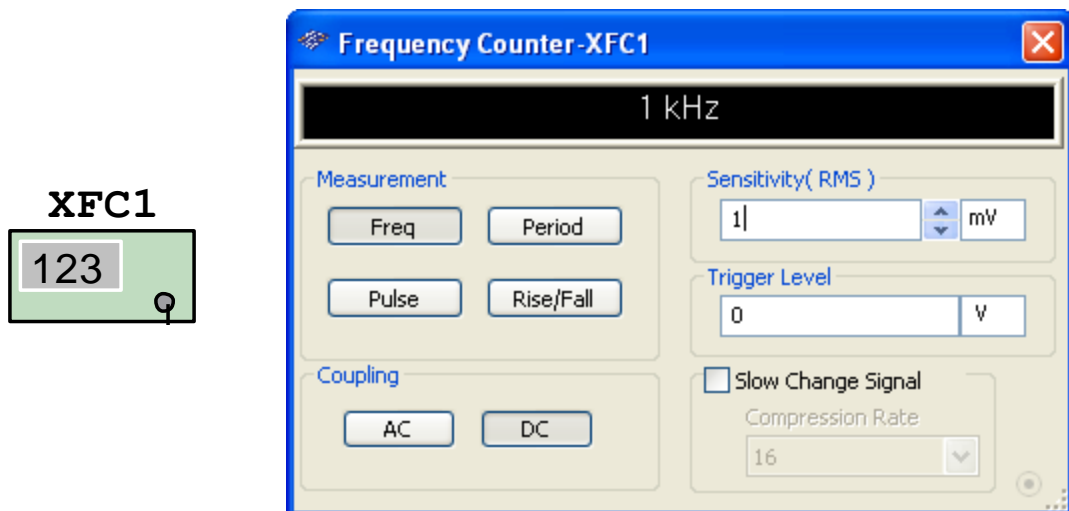 XFC1
123
Frequency Counter-XFC1
1 kHz
Measurement
Freq
Period
Pulse
Rise/Fall
Coupling
AC
DC
Sensitivity( RMS )
1
mV
Trigger Level
0
V
Slow Change Signal
Compression Rate
16